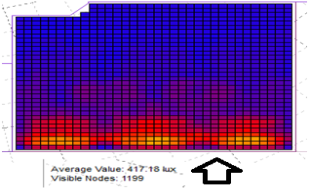 Average Value: 417.18 lux
Visible Nodes: 1199